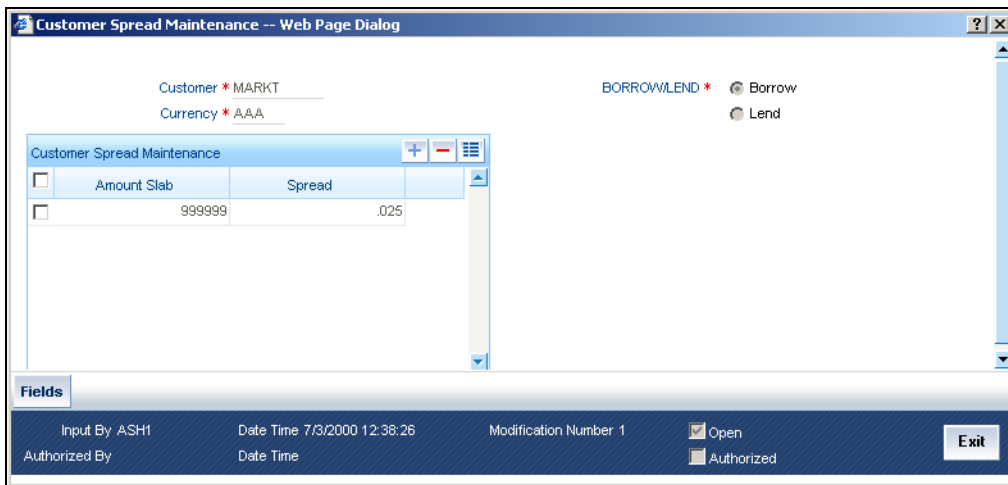 Customer Spread Maintenance -- Web Page Dialog
Customer * MARKT
BORROW/LEND * Borrow
Currency * AAA
Lend
Customer Spread Maintenance
Amount Slab Spread
999999 .025
Fields
Input By ASH1 Date Time 7/3/2000 12:38:26 Modification Number 1 Open
Authorized By Date Time Authorized
Exit